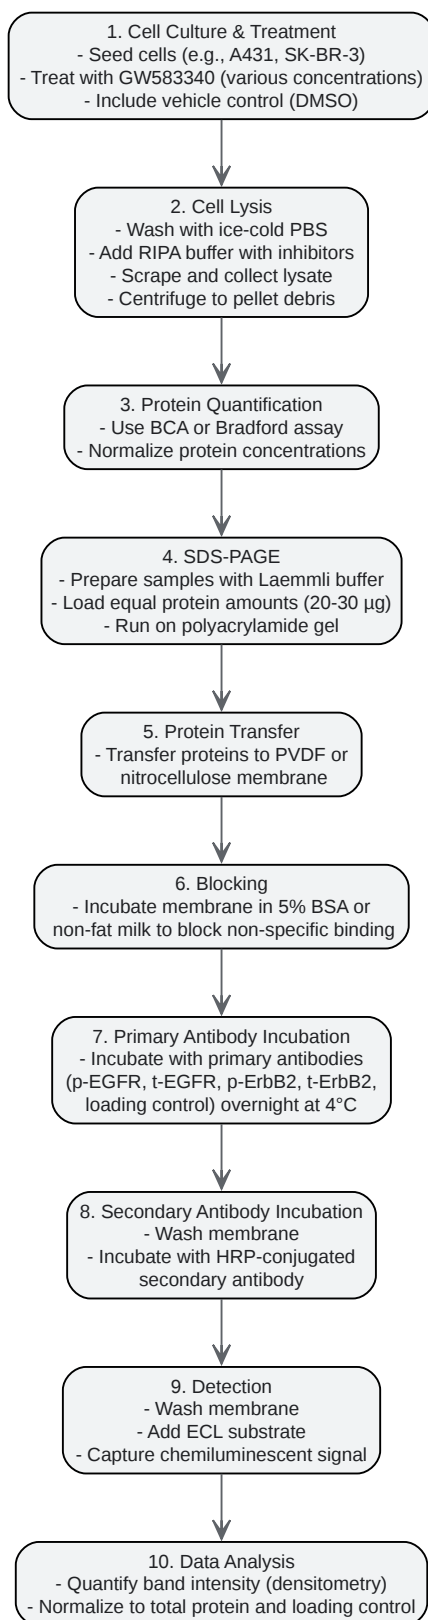 1. Cell Culture & Treatment
- Seed cells (e.g., A431, SK-BR-3)
- Treat with GW583340 (various concentrations)
- Include vehicle control (DMSO)
2. Cell Lysis
- Wash with ice-cold PBS
- Add RIPA buffer with inhibitors
- Scrape and collect lysate
- Centrifuge to pellet debris
3. Protein Quantification
- Use BCA or Bradford assay
- Normalize protein concentrations
4. SDS-PAGE
- Prepare samples with Laemmli buffer
- Load equal protein amounts (20-30 µg)
- Run on polyacrylamide gel
5. Protein Transfer
- Transfer proteins to PVDF or
nitrocellulose membrane
6. Blocking
- Incubate membrane in 5% BSA or
non-fat milk to block non-specific binding
7. Primary Antibody Incubation
- Incubate with primary antibodies
(p-EGFR, t-EGFR, p-ErbB2, t-ErbB2,
loading control) overnight at 4°C
8. Secondary Antibody Incubation
- Wash membrane
- Incubate with HRP-conjugated
secondary antibody
9. Detection
- Wash membrane
- Add ECL substrate
- Capture chemiluminescent signal
10. Data Analysis
- Quantify band intensity (densitometry)
- Normalize to total protein and loading control